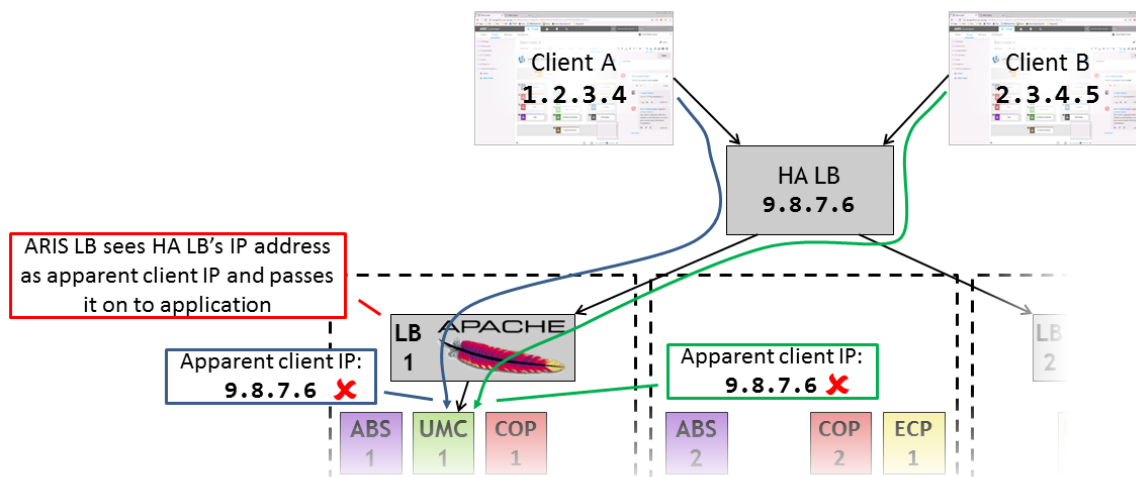 Client A
1.2.3.4
Client B
2.3.4.5
HA LB
9.8.7.6
ARIS LB sees HA LB’s IP address
as apparent client IP and passes
it on to application
LB
1
APACHE
LB
2
Apparent client IP:
9.8.7.6 ✘
Apparent client IP:
9.8.7.6 ✘
ABS
1
UMC
1
COP
1
ABS
2
COP
2
ECP
1